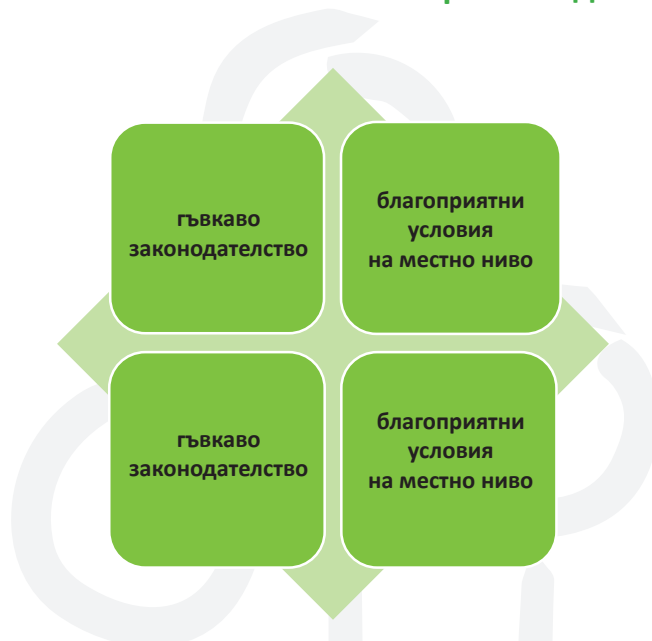 гъвкаво
законодателство
благоприятни
условия
на местно ниво
гъвкаво
законодателство
благоприятни
условия
на местно ниво